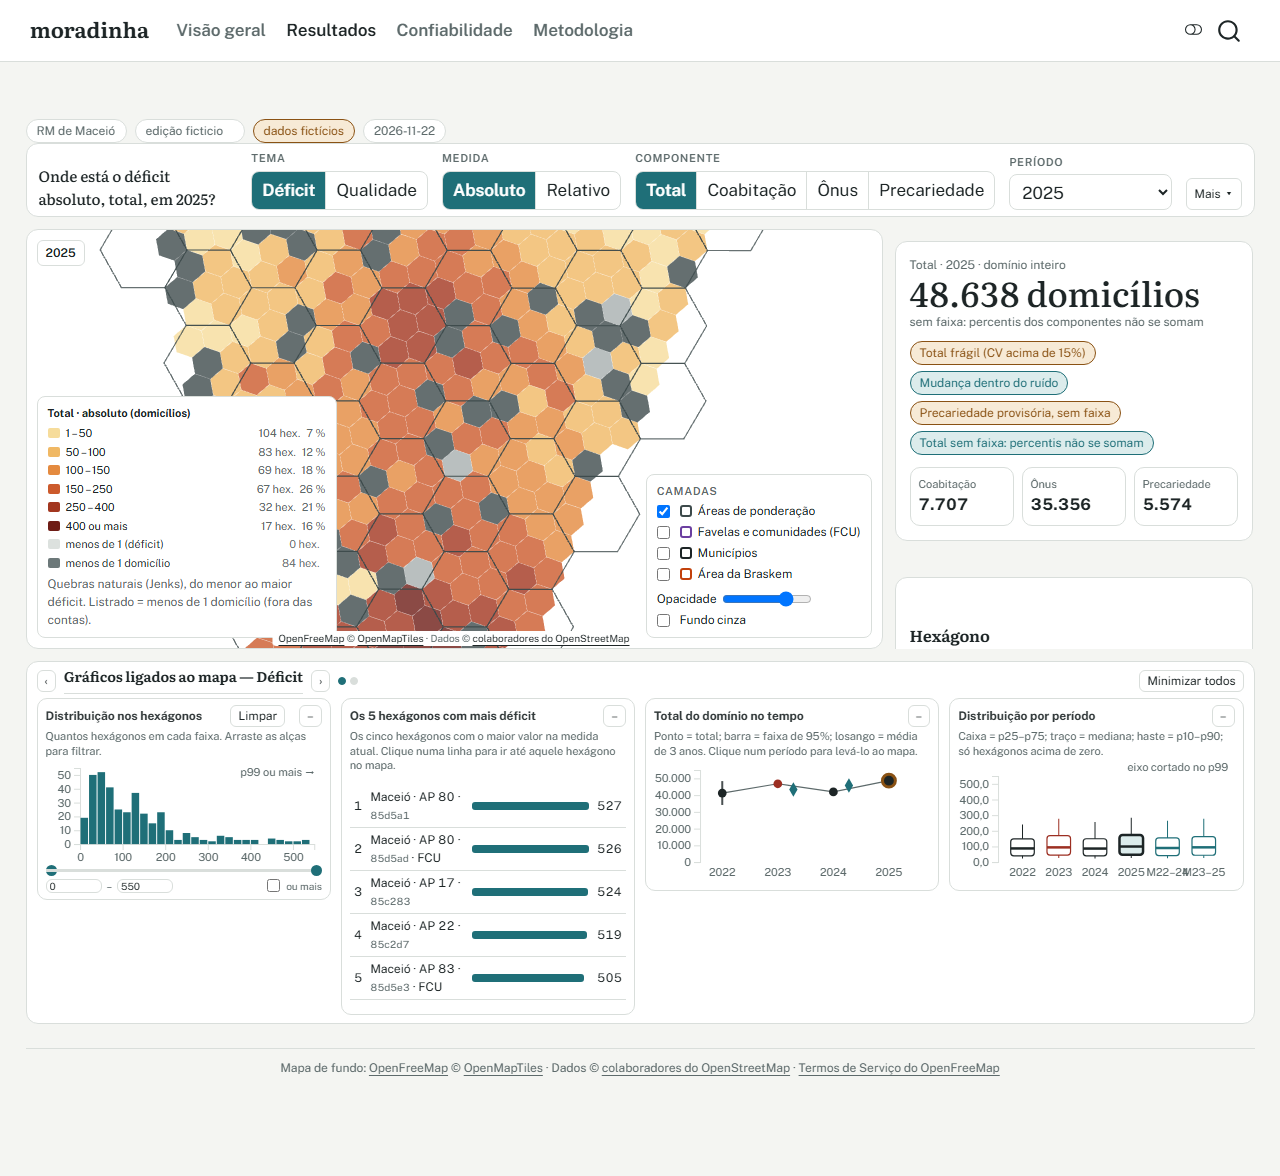 moradinha
Visão geral
Resultados
Confiabilidade
Metodologia
RM de Maceió
edição ficticio
dados fictícios
2026-11-22
Onde está o déficit
absoluto, total, em 2025?
TEMA
Déficit
Qualidade
MEDIDA
Absoluto
Relativo
COMPONENTE
Total
Coabitação
Ônus
Precariedade
PERÍODO
2025
Mais
2025
Total · absoluto (domicílios)
1–50 104 hex. 7 %
50–100 83 hex. 12 %
100–150 69 hex. 18 %
150–250 67 hex. 26 %
250–400 32 hex. 21 %
400 ou mais 17 hex. 16 %
menos de 1 (déficit) 0 hex.
menos de 1 domicílio 84 hex.
Quebras naturais (Jenks), do menor ao maior
déficit. Listrado = menos de 1 domicílio (fora das
contas).
CAMADAS
Áreas de ponderação
Favelas e comunidades (FCU)
Municípios
Área da Braskem
Opacidade
Fundo cinza
OpenFreeMap © OpenMapTiles · Dados © colaboradores do OpenStreetMap
Total · 2025 · domínio inteiro
48.638 domicílios
sem faixa: percentis dos componentes não se somam
Total frágil (CV acima de 15%)
Mudança dentro do ruído
Precariedade provisória, sem faixa
Total sem faixa: percentis não se somam
Coabitação
7.707
Ônus
35.356
Precariedade
5.574
Hexágono
‹ Gráficos ligados ao mapa — Déficit ›
Minimizar todos
Distribuição nos hexágonos
Limpar
–
Quantos hexágonos em cada faixa. Arraste as alças
para filtrar.
p99 ou mais →
50
40
30
20
10
0
0 100 200 300 400 500
0 – 550
ou mais
Os 5 hexágonos com mais déficit
–
Os cinco hexágonos com o maior valor na medida
atual. Clique numa linha para ir até aquele hexágono
no mapa.
1 Maceió · AP 80 · 527
85d5a1
2 Maceió · AP 80 · 526
85d5ad · FCU
3 Maceió · AP 17 · 524
85c283
4 Maceió · AP 22 · 519
85c2d7
5 Maceió · AP 83 · 505
85d5e3 · FCU
Total do domínio no tempo
–
Ponto = total; barra = faixa de 95%; losango = média
de 3 anos. Clique num período para levá-lo ao mapa.
50.000
40.000
30.000
20.000
10.000
0
2022 2023 2024 2025
Distribuição por período
–
Caixa = p25–p75; traço = mediana; haste = p10–p90;
só hexágonos acima de zero.
eixo cortado no p99
500,0
400,0
300,0
200,0
100,0
0,0
2022 2023 2024 2025 M22–24 M23–25
Mapa de fundo: OpenFreeMap © OpenMapTiles · Dados © colaboradores do OpenStreetMap · Termos de Serviço do OpenFreeMap